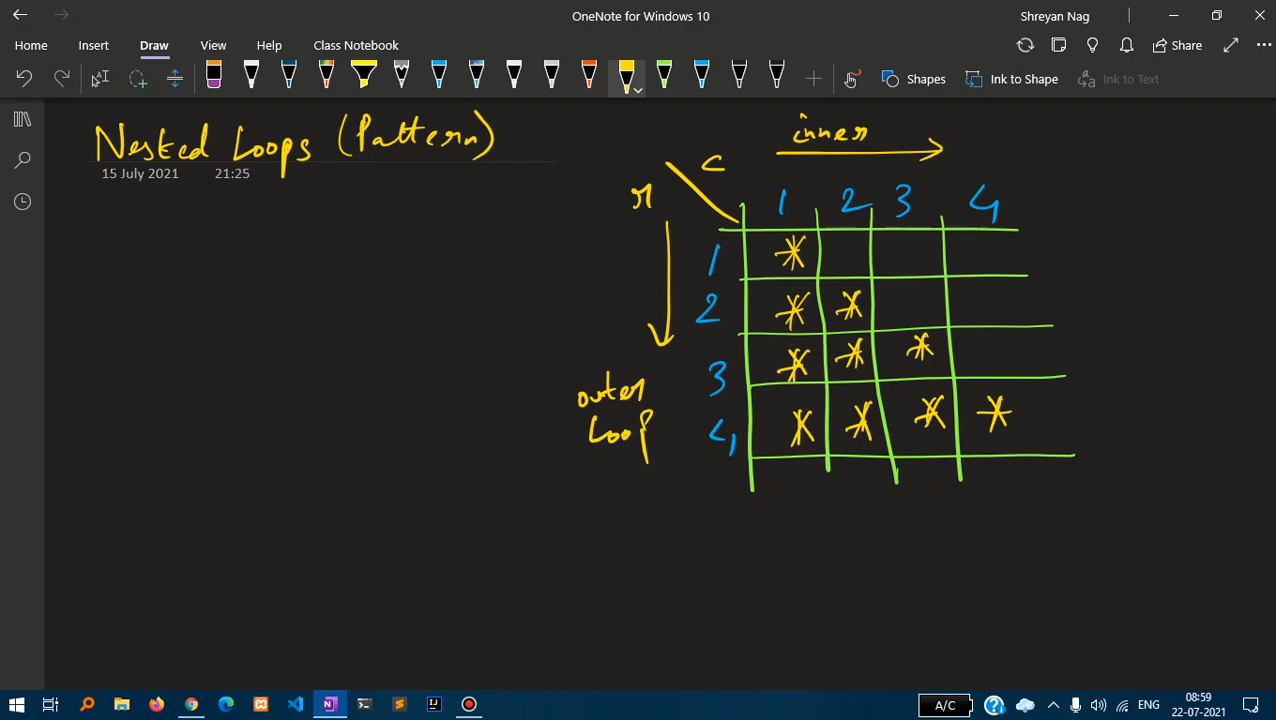 OneNote for Windows 10
Shreyan Nag
Home Insert Draw View Help Class Notebook
Share
Shapes Ink to Shape Ink to Text
Nested Loops (Pattern)
15 July 2021 21:25
inner
c
r
1 2 3 4
1 *
2 * *
3 * * *
4 * * * *
outer
loop
A/C
ENG
08:59
22-07-2021